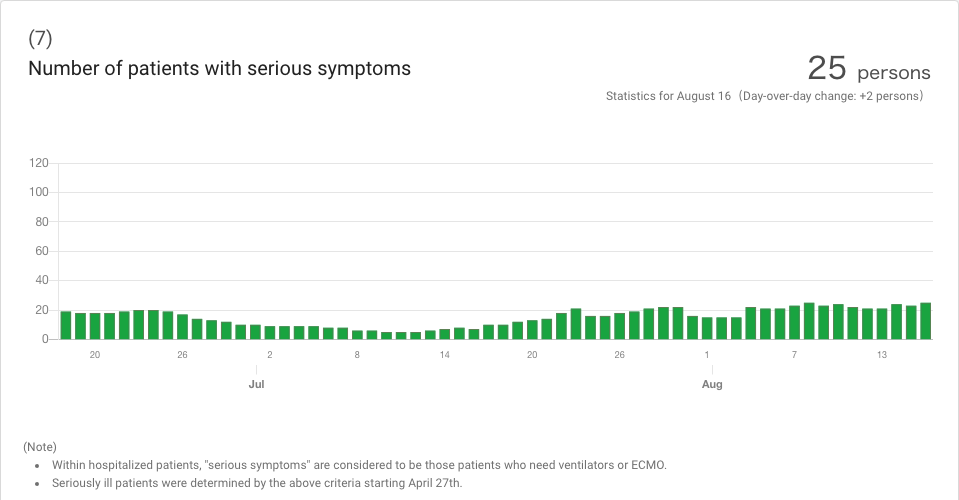 (7)
Number of patients with serious symptoms
25 persons
Statistics for August 16（Day-over-day change: +2 persons）
120
100
80
60
40
20
0
20 26 2 8 14 20 26 1 7 13
Jul Aug
(Note)
• Within hospitalized patients, "serious symptoms" are considered to be those patients who need ventilators or ECMO.
• Seriously ill patients were determined by the above criteria starting April 27th.